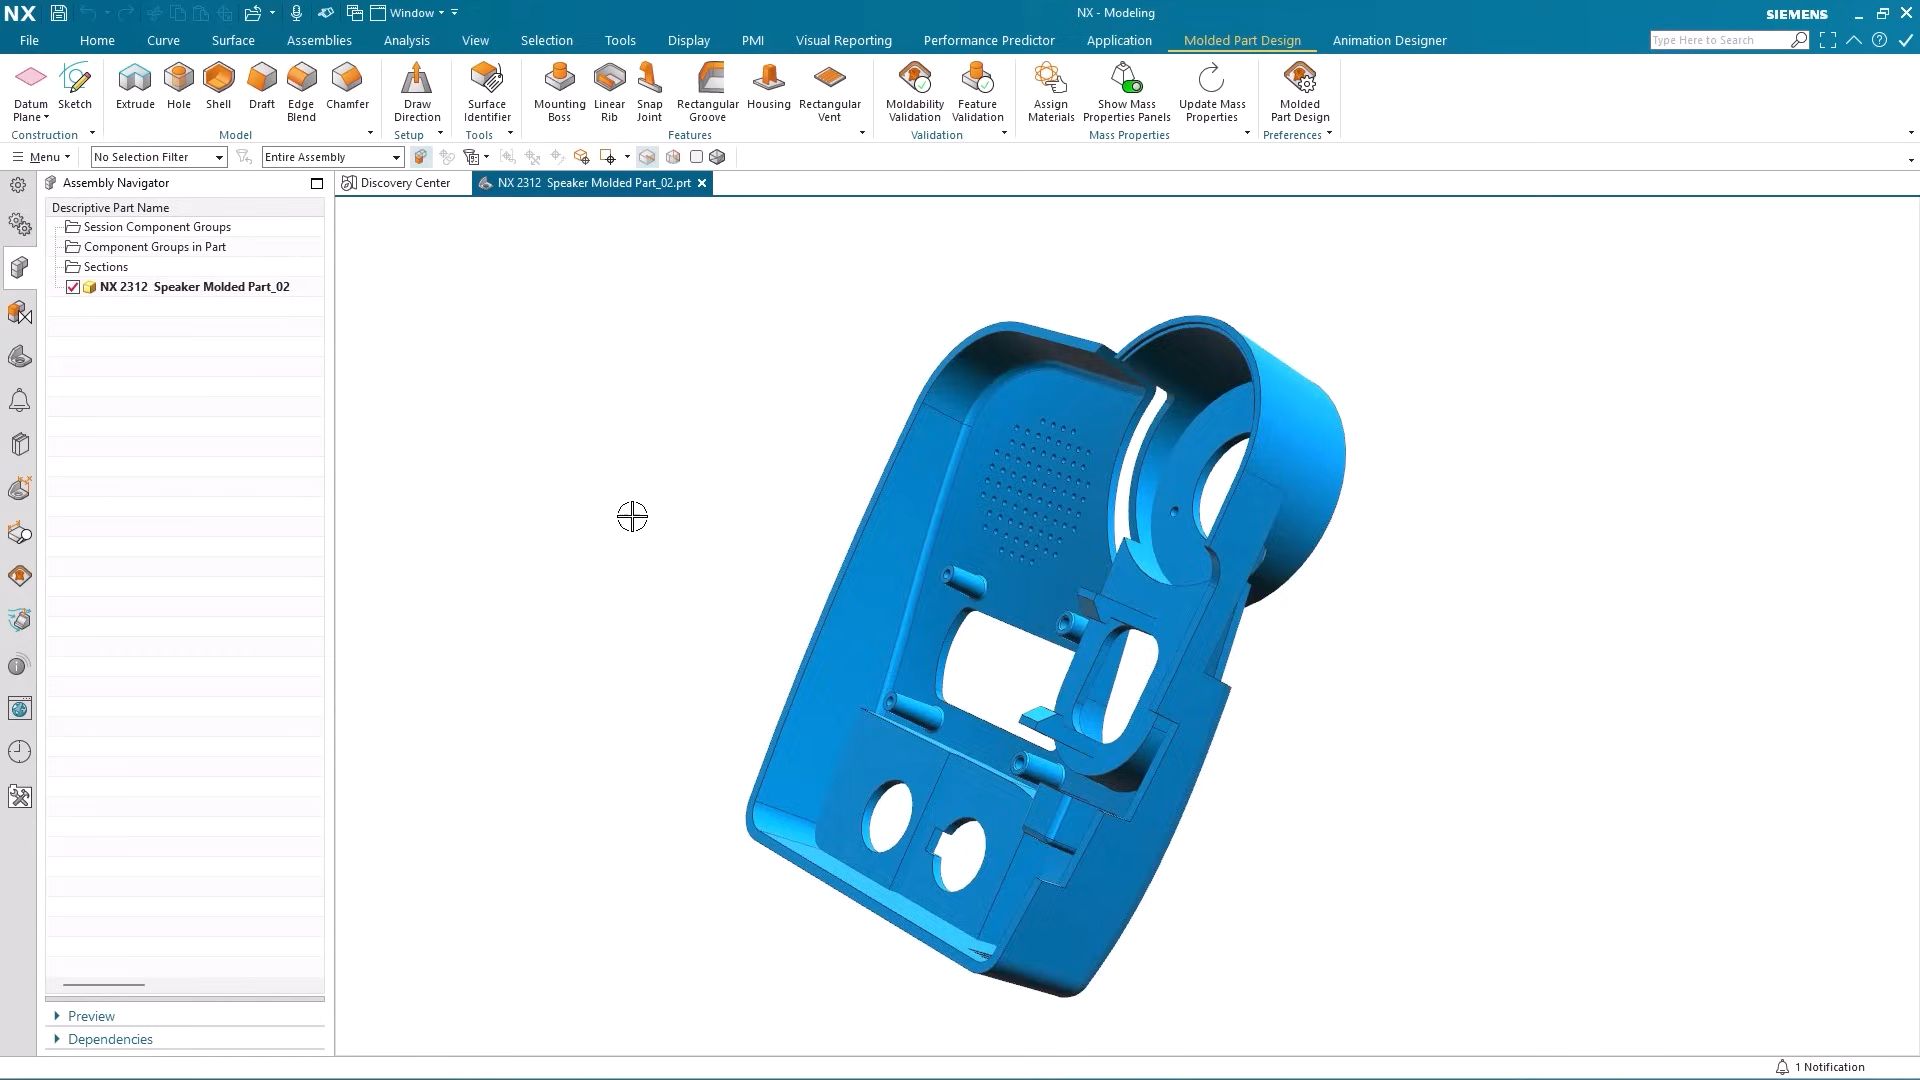 NX
Window
NX - Modeling
SIEMENS
File Home Curve Surface Assemblies Analysis View Selection Tools Display PMI Visual Reporting Performance Predictor Application Molded Part Design Animation Designer
Type Here to Search
Datum Plane Sketch
Construction
Extrude Hole Shell Draft Edge Blend Chamfer
Model
Draw Direction
Setup
Surface Identifier
Tools
Mounting Boss Linear Rib Snap Joint Rectangular Groove Housing Rectangular Vent
Features
Moldability Validation Feature Validation
Validation
Assign Materials Show Mass Properties Panels Update Mass Properties
Mass Properties
Molded Part Design
Preferences
Menu No Selection Filter Entire Assembly
Assembly Navigator
Discovery Center
NX 2312 Speaker Molded Part_02.prt
Descriptive Part Name
Session Component Groups
Component Groups in Part
Sections
NX 2312 Speaker Molded Part_02
Preview
Dependencies
1 Notification